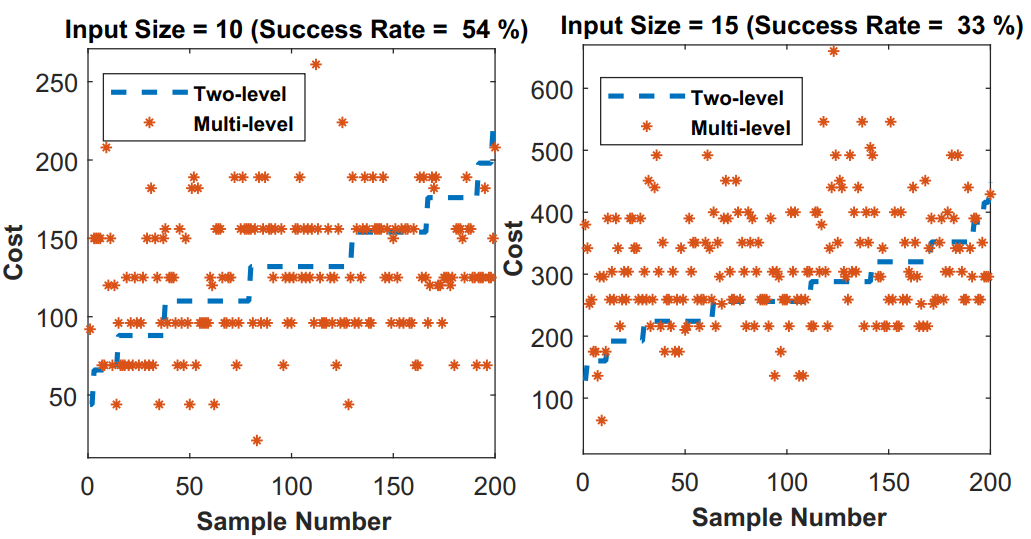 Input Size = 10 (Success Rate =  54 %)
250
200
150
100
50
Cost
Two-level
Multi-level
0
50
100
150
200
Sample Number
Input Size = 15 (Success Rate =  33 %)
600
500
400
300
200
100
Cost
Two-level
Multi-level
0
50
100
150
200
Sample Number